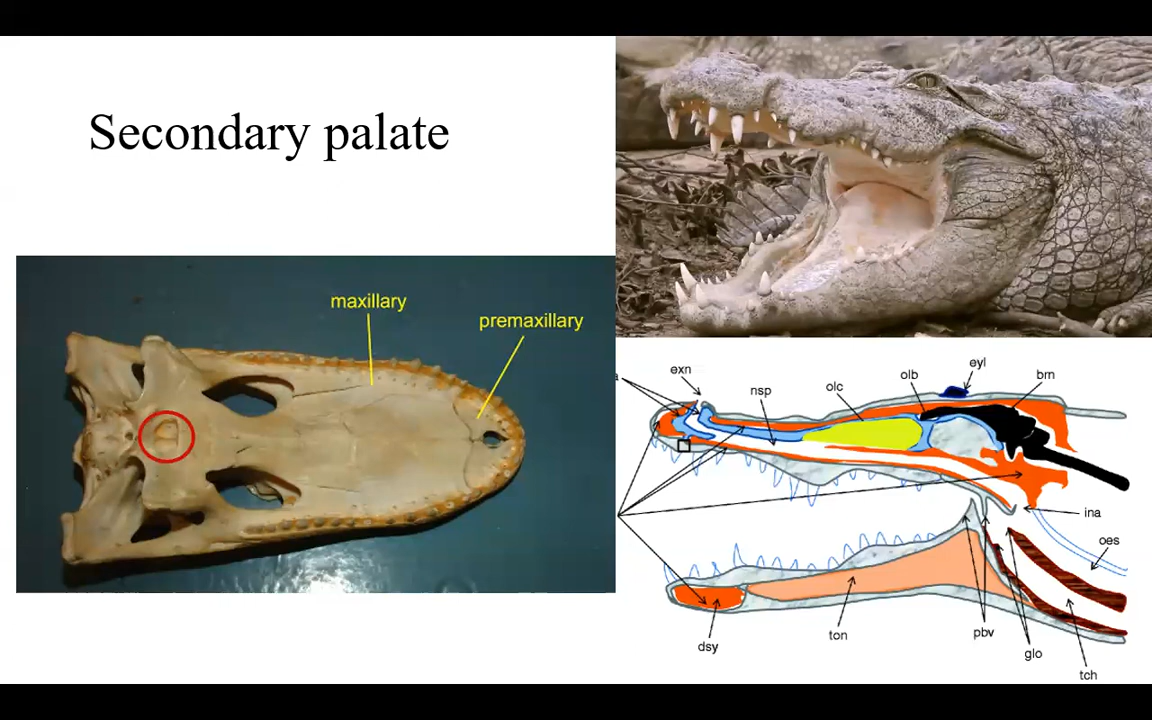 Secondary palate
maxillary
premaxillary
exn
nsp
olc
olb
eyl
brn
ina
oes
dsy
ton
pbv
glo
tch